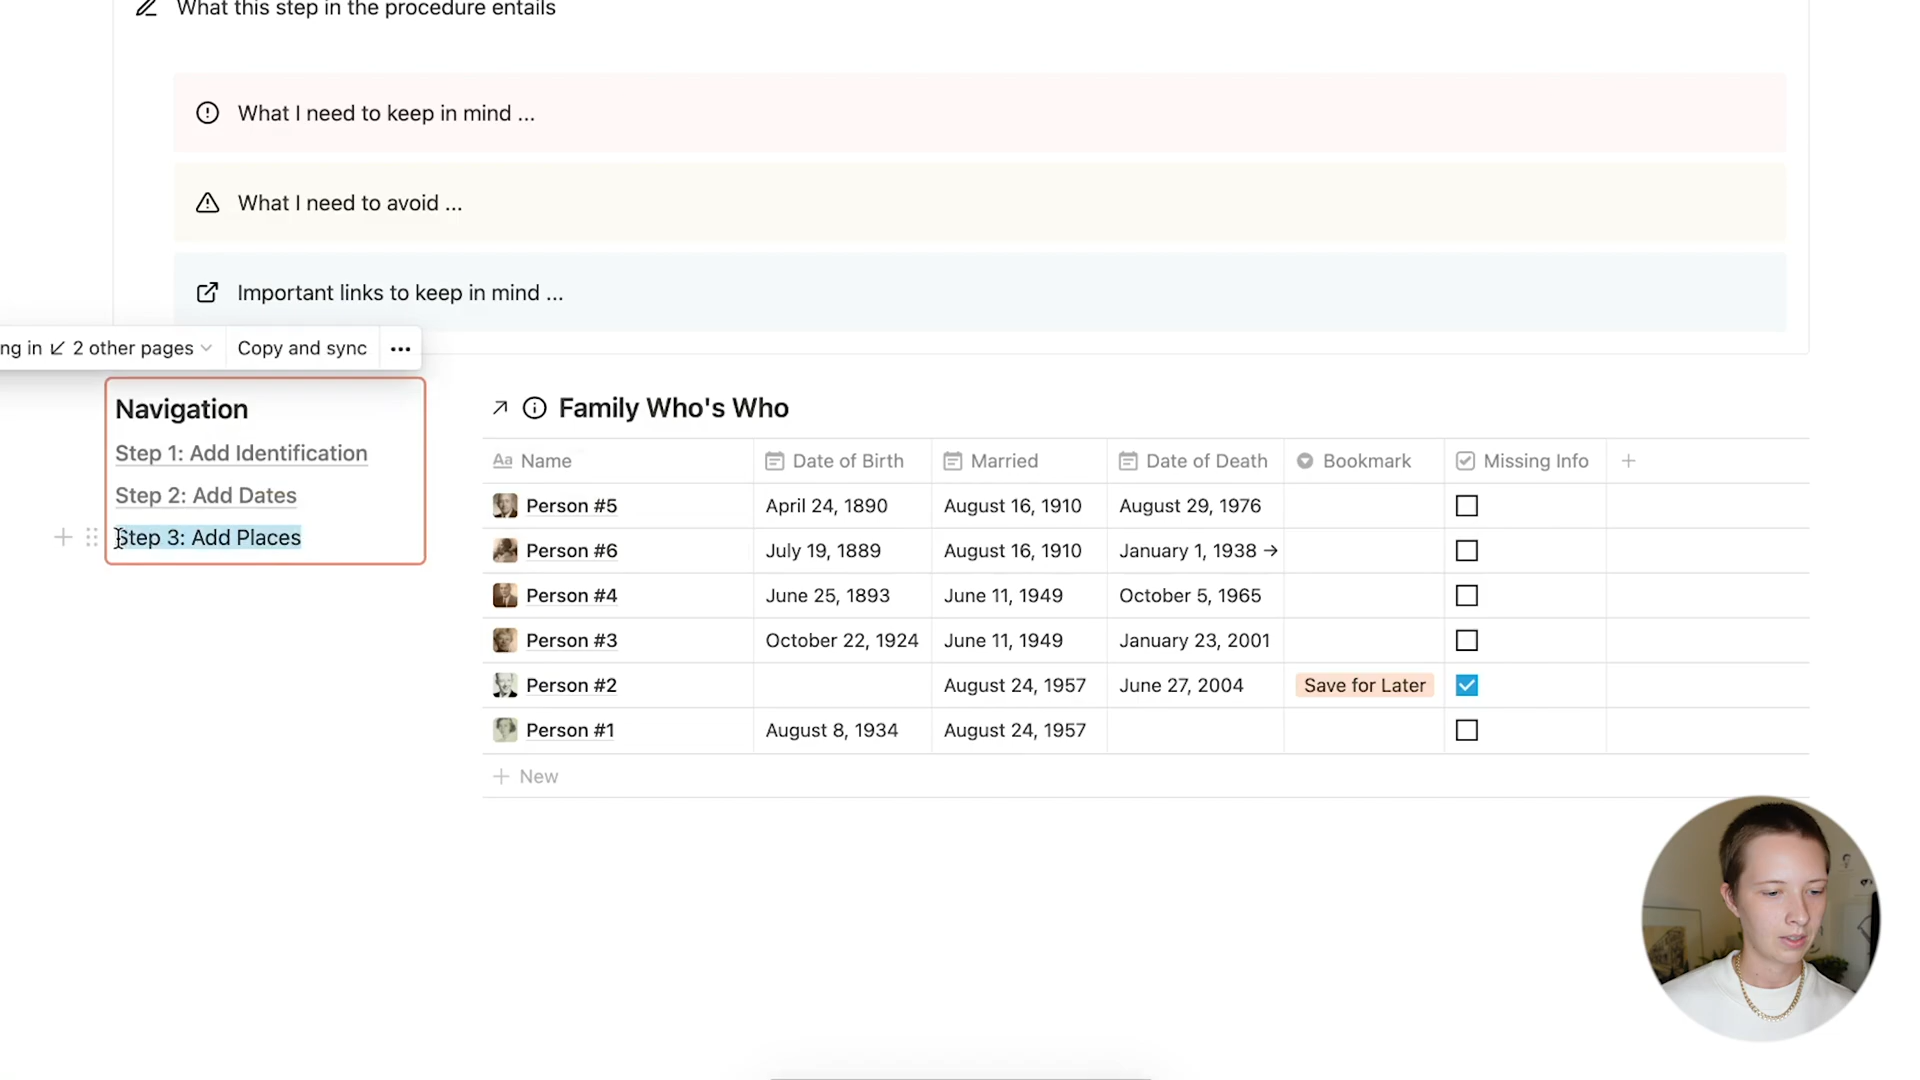 What this step in the procedure entails
What I need to keep in mind ...
What I need to avoid ...
Important links to keep in mind ...
ng in ↙ 2 other pages
Copy and sync
•••
Navigation
Step 1: Add Identification
Step 2: Add Dates
Step 3: Add Places
Family Who's Who
Aa Name Date of Birth Married Date of Death Bookmark Missing Info
Person #5 April 24, 1890 August 16, 1910 August 29, 1976
Person #6 July 19, 1889 August 16, 1910 January 1, 1938 →
Person #4 June 25, 1893 June 11, 1949 October 5, 1965
Person #3 October 22, 1924 June 11, 1949 January 23, 2001
Person #2 August 24, 1957 June 27, 2004 Save for Later
Person #1 August 8, 1934 August 24, 1957
+ New